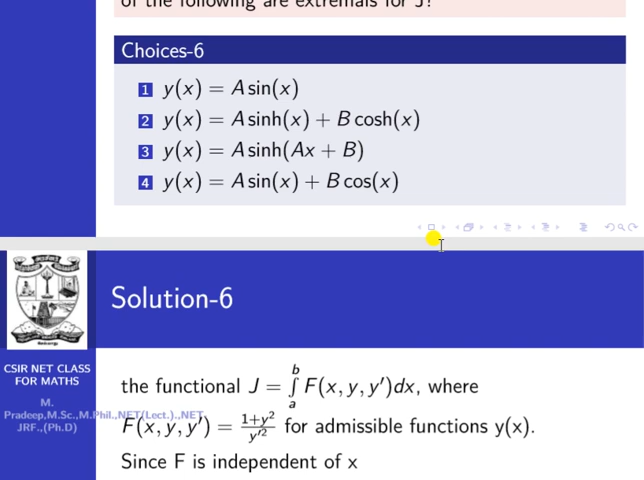 of the following are extremals for J?
Choices-6
1 y(x) = A sin(x)
2 y(x) = A sinh(x) + B cosh(x)
3 y(x) = A sinh(Ax + B)
4 y(x) = A sin(x) + B cos(x)
Solution-6
CSIR NET CLASS
FOR MATHS
M.
Pradeep,M.Sc.,M.Phil.,NET(Lect.).,NET
JRF.,(Ph.D)
the functional J = ∫ₐᵇ F(x, y, y′)dx, where
F(x, y, y′) = (1+y²)/(y′²) for admissible functions y(x).
Since F is independent of x